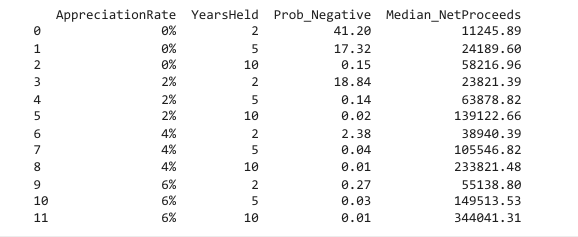 AppreciationRate YearsHeld Prob_Negative Median_NetProceeds
0 0% 2 41.20 11245.89
1 0% 5 17.32 24189.60
2 0% 10 0.15 58216.96
3 2% 2 18.84 23821.39
4 2% 5 0.14 63878.82
5 2% 10 0.02 139122.66
6 4% 2 2.38 38940.39
7 4% 5 0.04 105546.82
8 4% 10 0.01 233821.48
9 6% 2 0.27 55138.80
10 6% 5 0.03 149513.53
11 6% 10 0.01 344041.31